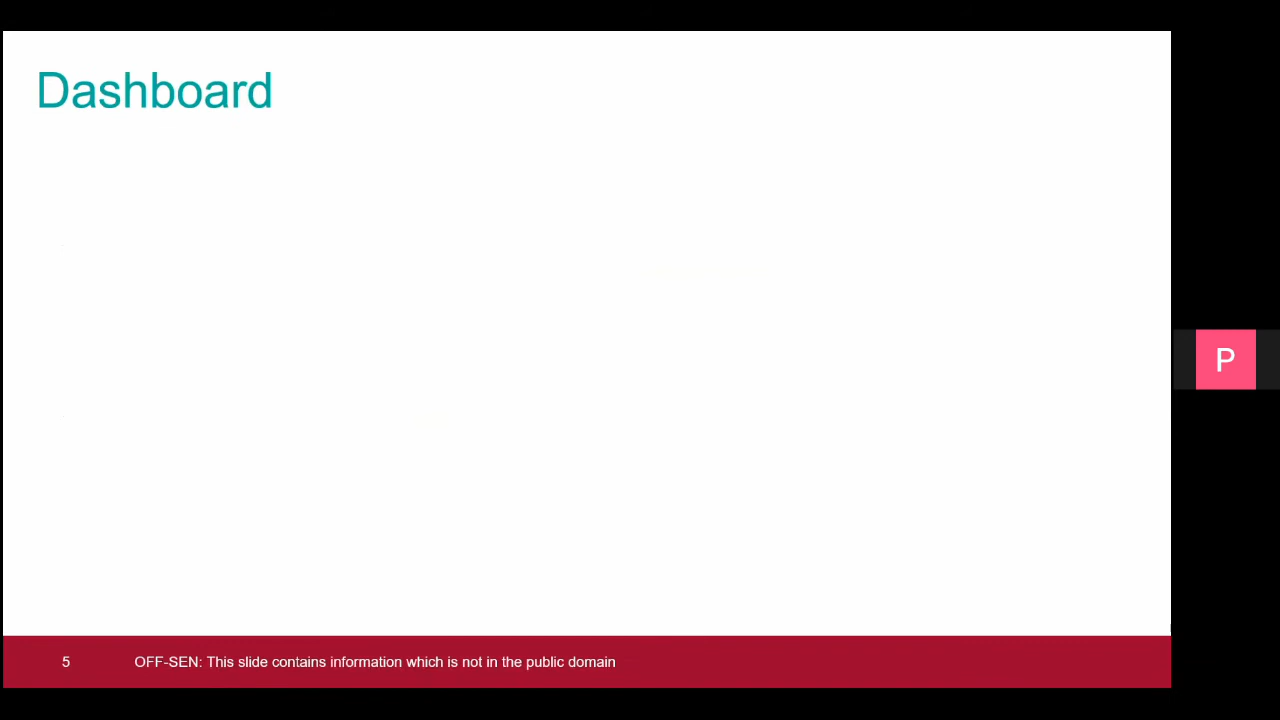 Dashboard
P
5 OFF-SEN: This slide contains information which is not in the public domain